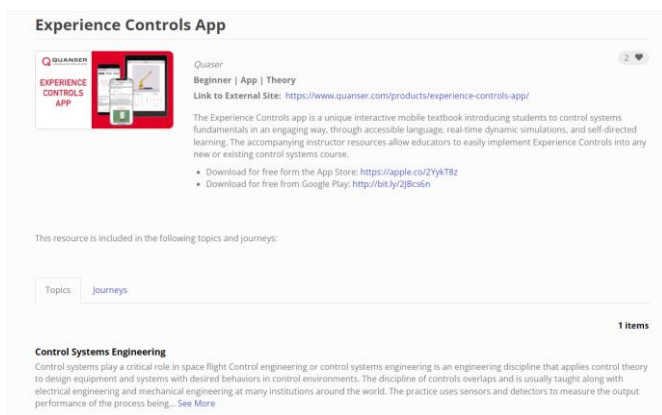 Experience Controls App
QUANSER
EXPERIENCE
CONTROLS
APP
Quaser
2
Beginner | App | Theory
Link to External Site: https://www.quanser.com/products/experience-controls-app/
The Experience Controls app is a unique interactive mobile textbook introducing students to control systems
fundamentals in an engaging way, through accessible language, real-time dynamic simulations, and self-directed
learning. The accompanying instructor resources allow educators to easily implement Experience Controls into any
new or existing control systems course.
• Download for free form the App Store: https://apple.co/2YykT8z
• Download for free from Google Play: http://bit.ly/2JBcs6n
This resource is included in the following topics and journeys:
Topics Journeys
1 items
Control Systems Engineering
Control systems play a critical role in space flight Control engineering or control systems engineering is an engineering discipline that applies control theory
to design equipment and systems with desired behaviors in control environments. The discipline of controls overlaps and is usually taught along with
electrical engineering and mechanical engineering at many institutions around the world. The practice uses sensors and detectors to measure the output
performance of the process being... See More